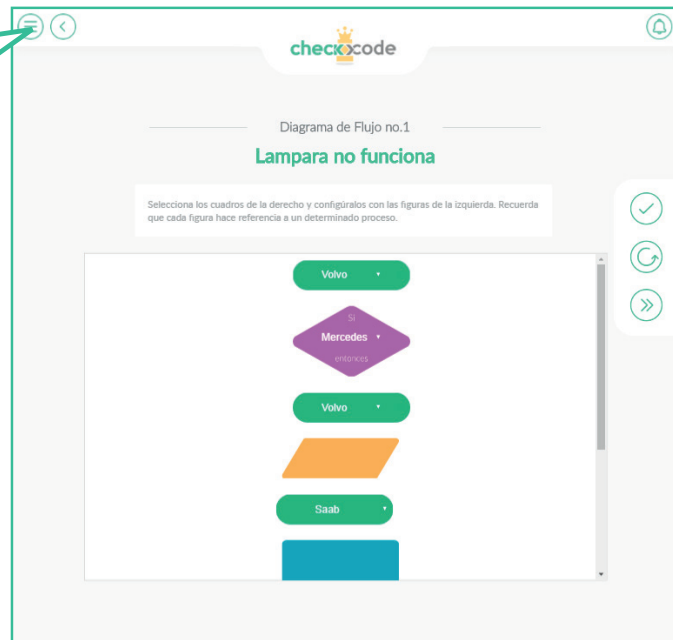 checkcode
Diagrama de Flujo no.1
Lampara no funciona
Selecciona los cuadros de la derecho y configúralos con las figuras de la izquierda. Recuerda
que cada figura hace referencia a un determinado proceso.
Volvo
Si
Mercedes
entonces
Volvo
Saab